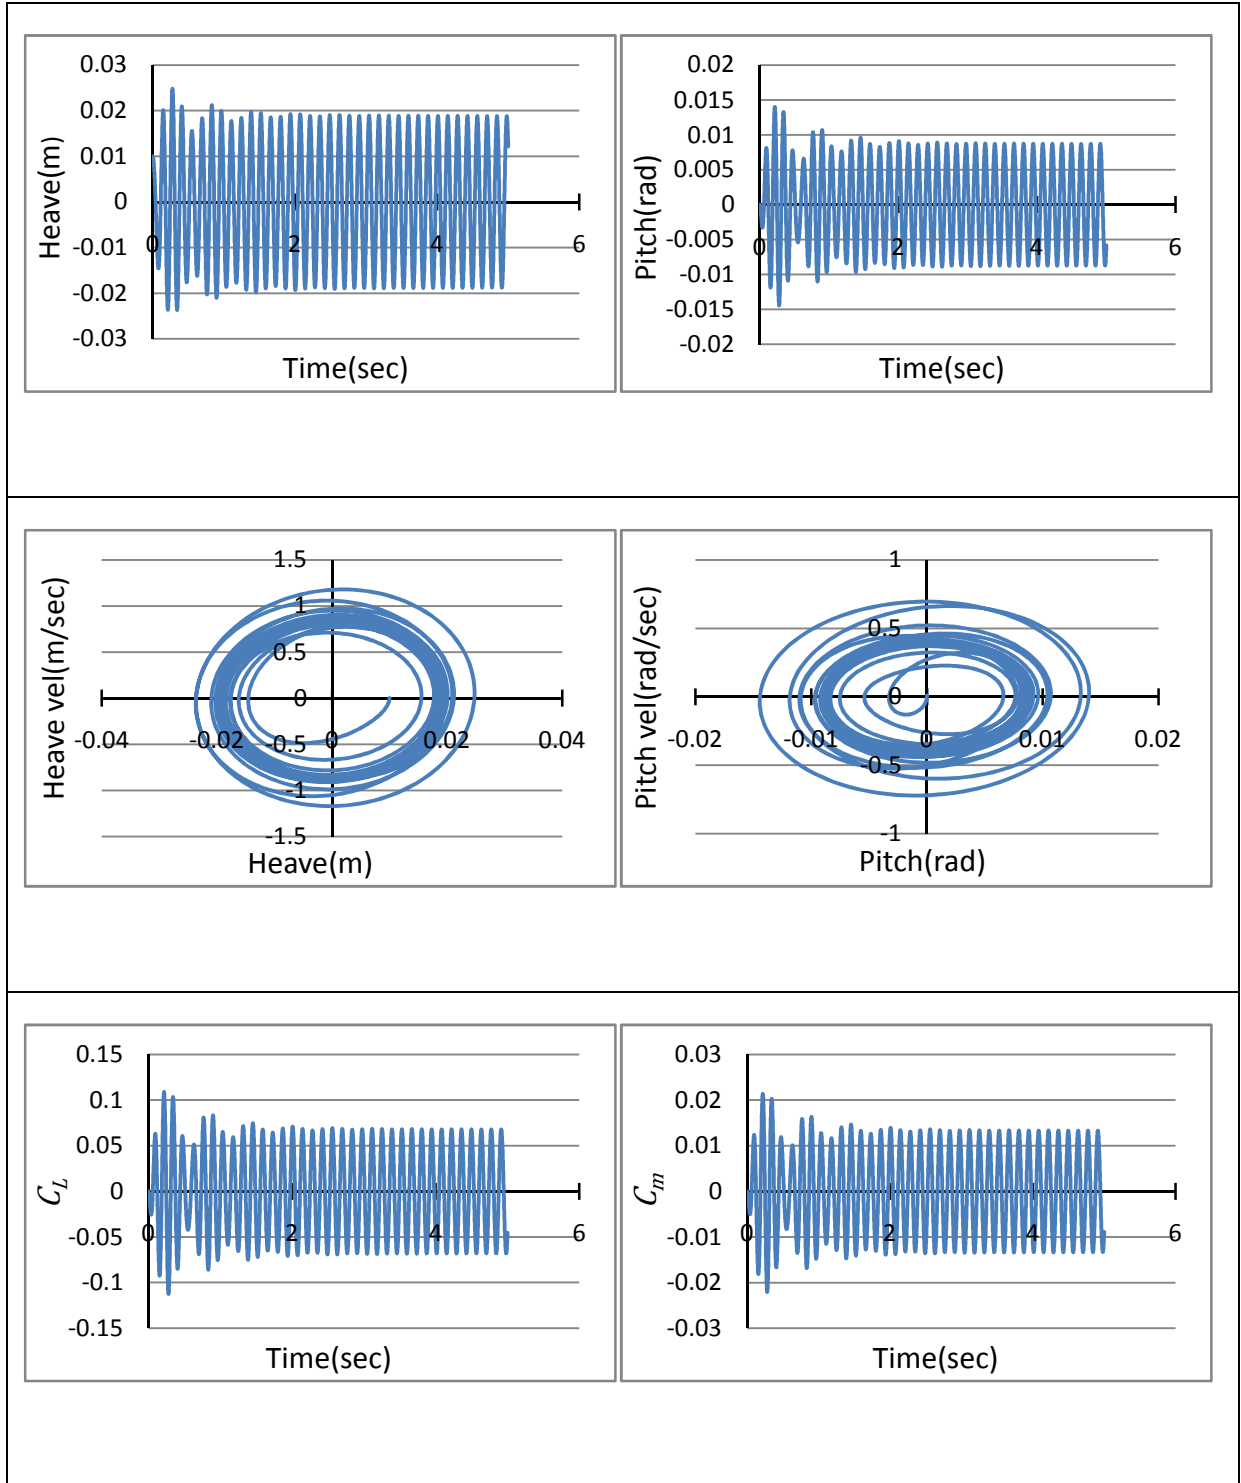 0.03
0.02
0.01
0
-0.01
-0.02
-0.03
Heave(m)
0 2 4 6
Time(sec)
0.02
0.015
0.01
0.005
0
-0.005
-0.01
-0.015
-0.02
Pitch(rad)
0 2 4 6
Time(sec)
1.5
1
0.5
0
-0.5
-1
-1.5
Heave vel(m/sec)
-0.04 -0.02 0 0.02 0.04
Heave(m)
1
0.5
0
-0.5
-1
Pitch vel(rad/sec)
-0.02 -0.01 0 0.01 0.02
Pitch(rad)
0.15
0.1
0.05
0
-0.05
-0.1
-0.15
C_L
0 2 4 6
Time(sec)
0.03
0.02
0.01
0
-0.01
-0.02
-0.03
C_m
0 2 4 6
Time(sec)